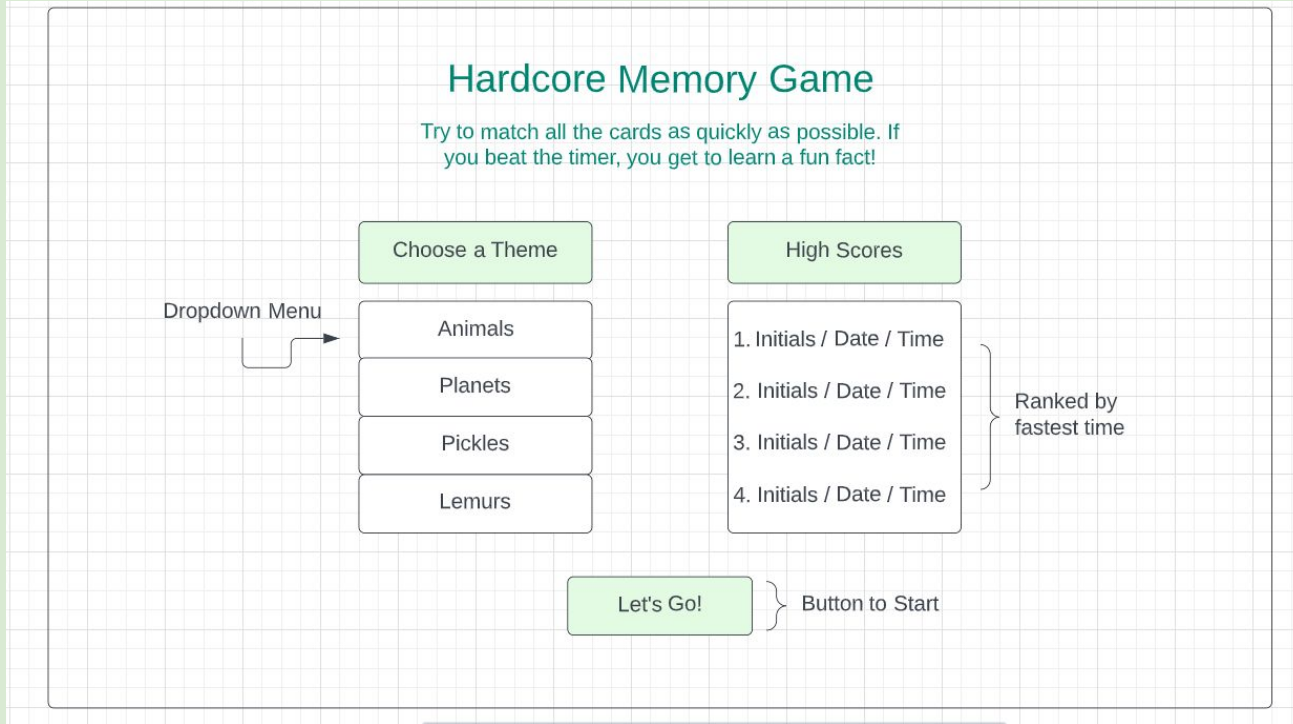 Hardcore Memory Game
Try to match all the cards as quickly as possible. If
you beat the timer, you get to learn a fun fact!
Choose a Theme
High Scores
Dropdown Menu
Animals
Planets
Pickles
Lemurs
1. Initials / Date / Time
2. Initials / Date / Time
3. Initials / Date / Time
4. Initials / Date / Time
Ranked by
fastest time
Let's Go!
Button to Start